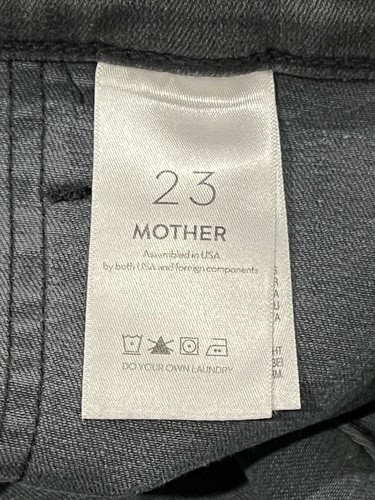 23
MOTHER
Assembled in USA
by both USA and foreign components
DO YOUR OWN LAUNDRY